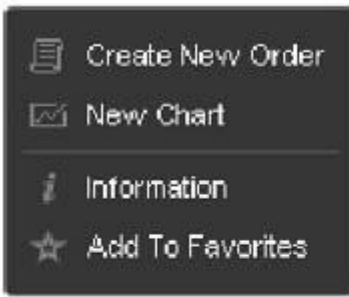 Create New Order
New Chart
Information
Add To Favorites